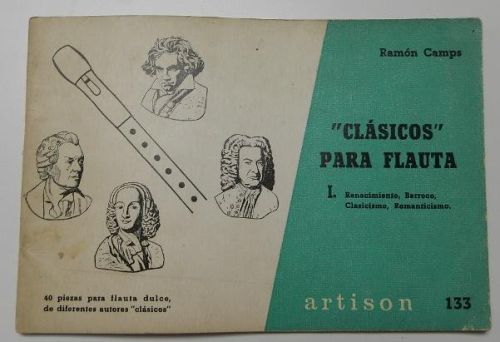 Ramón Camps
"CLÁSICOS"
PARA FLAUTA
I. Renacimiento, Barroco,
Clasicismo, Romanticismo.
40 piezas para flauta dulce,
de diferentes autores "clásicos"
artison 133